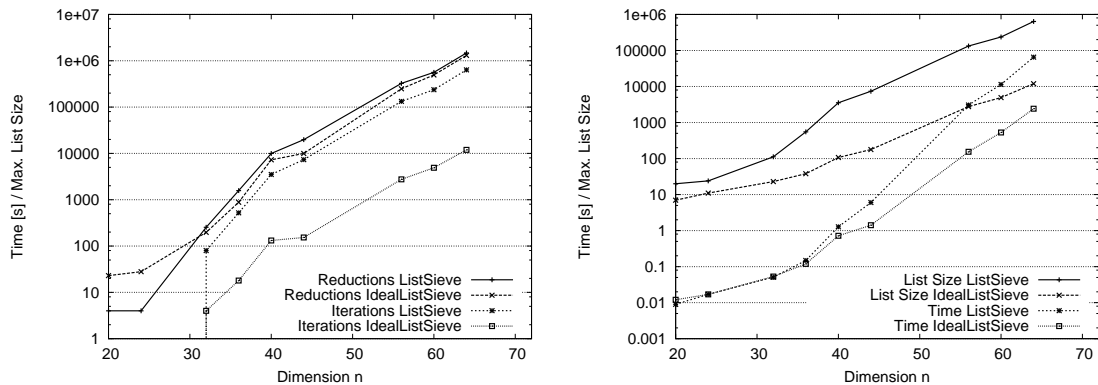 1e+07
1e+06
100000
10000
1000
100
10
1
20 30 40 50 60 70
Dimension n
Time [s] / Max. List Size
Reductions ListSieve
Reductions IdealListSieve
Iterations ListSieve
Iterations IdealListSieve
1e+06
100000
10000
1000
100
10
1
0.1
0.01
0.001
20 30 40 50 60 70
Dimension n
Time [s] / Max. List Size
List Size ListSieve
List Size IdealListSieve
Time ListSieve
Time IdealListSieve